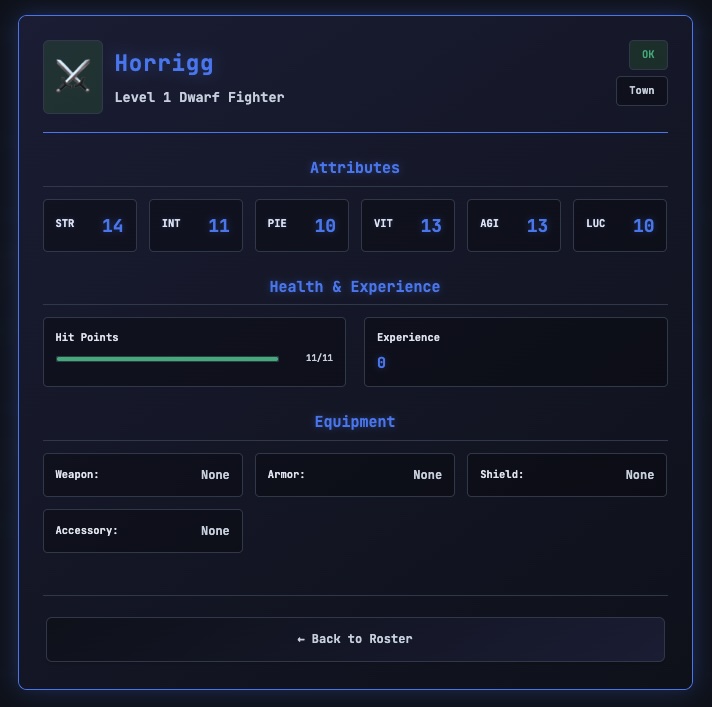 Horrigg
OK
Level 1 Dwarf Fighter
Town
Attributes
STR 14 INT 11 PIE 10 VIT 13 AGI 13 LUC 10
Health & Experience
Hit Points
11/11
Experience
0
Equipment
Weapon: None Armor: None Shield: None
Accessory: None
← Back to Roster